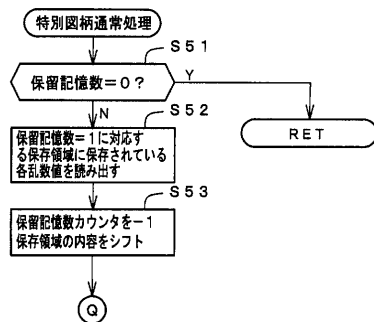 特別図柄通常処理
S51
保留記憶数=0?
Y
N
S52
RET
保留記憶数=1に対応す
る保存領域に保存されている
各乱数値を読み出す
S53
保留記憶数カウンタを-1
保存領域の内容をシフト
Q